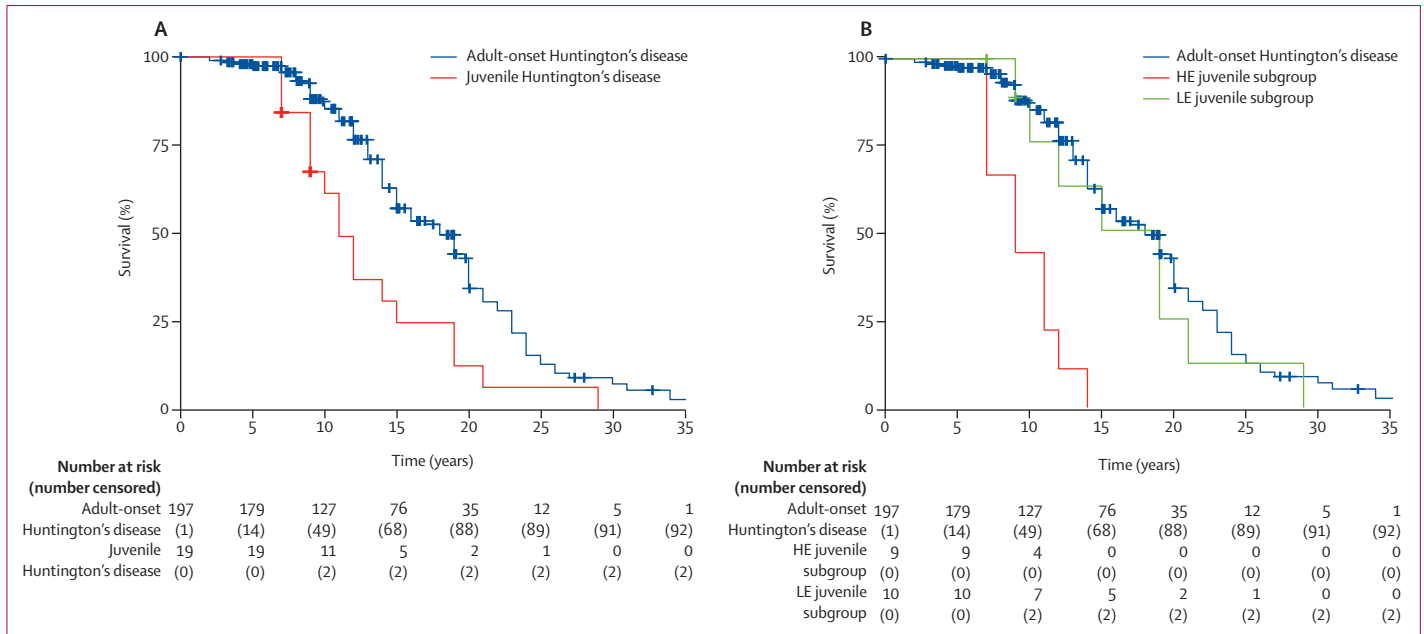 A
Adult-onset Huntington's disease
Juvenile Huntington's disease
100
75
50
25
0
Survival (%)
0 5 10 15 20 25 30 35
Time (years)
Number at risk
(number censored)
Adult-onset 197 179 127 76 35 12 5 1
Huntington's disease (1) (14) (49) (68) (88) (89) (91) (92)
Juvenile 19 19 11 5 2 1 0 0
Huntington's disease (0) (0) (2) (2) (2) (2) (2) (2)
B
Adult-onset Huntington's disease
HE juvenile subgroup
LE juvenile subgroup
100
75
50
25
0
Survival (%)
0 5 10 15 20 25 30 35
Time (years)
Number at risk
(number censored)
Adult-onset 197 179 127 76 35 12 5 1
Huntington's disease (1) (14) (49) (68) (88) (89) (91) (92)
HE juvenile 9 9 4 0 0 0 0 0
subgroup (0) (0) (0) (0) (0) (0) (0) (0)
LE juvenile 10 10 7 5 2 1 0 0
subgroup (0) (0) (2) (2) (2) (2) (2) (2)